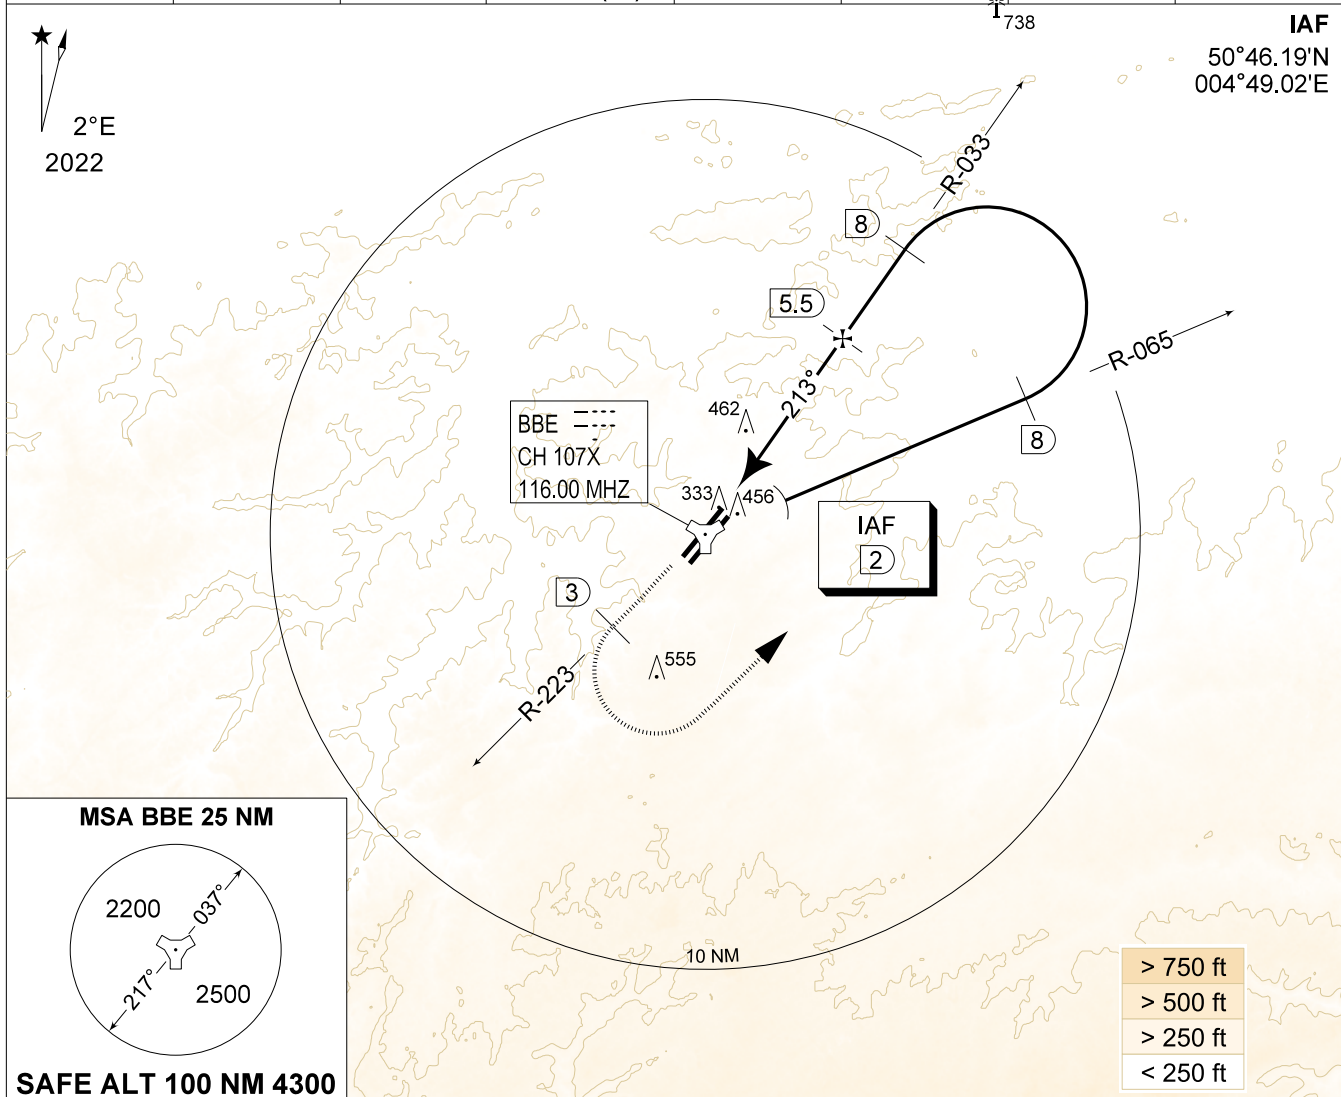 738
IAF
50°46.19'N
004°49.02'E
2°E
2022
R-033
8
5.5
R-065
213°
462
8
BBE
CH 107X
116.00 MHZ
333
456
IAF
2
3
555
R-223
MSA BBE 25 NM
2200
037°
217°
2500
SAFE ALT 100 NM 4300
10 NM
> 750 ft
> 500 ft
> 250 ft
< 250 ft